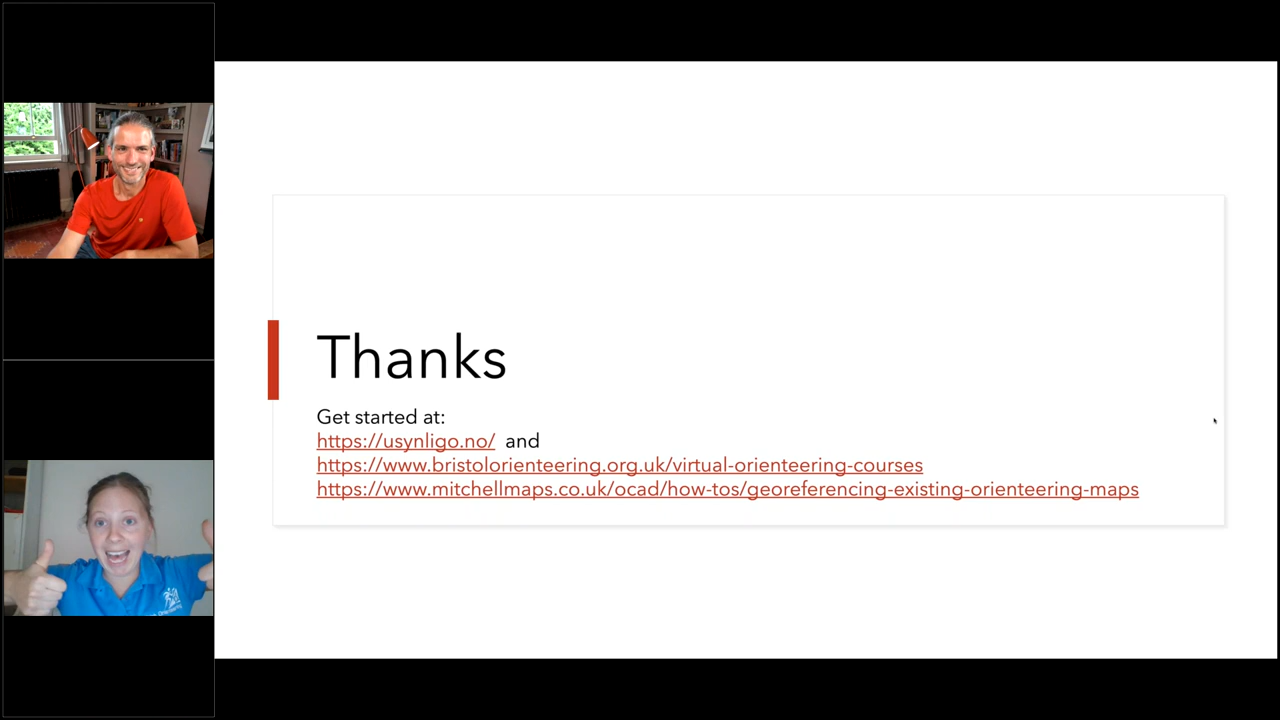 Thanks
Get started at:
https://usynligo.no/ and
https://www.bristolorienteering.org.uk/virtual-orienteering-courses
https://www.mitchellmaps.co.uk/ocad/how-tos/georeferencing-existing-orienteering-maps